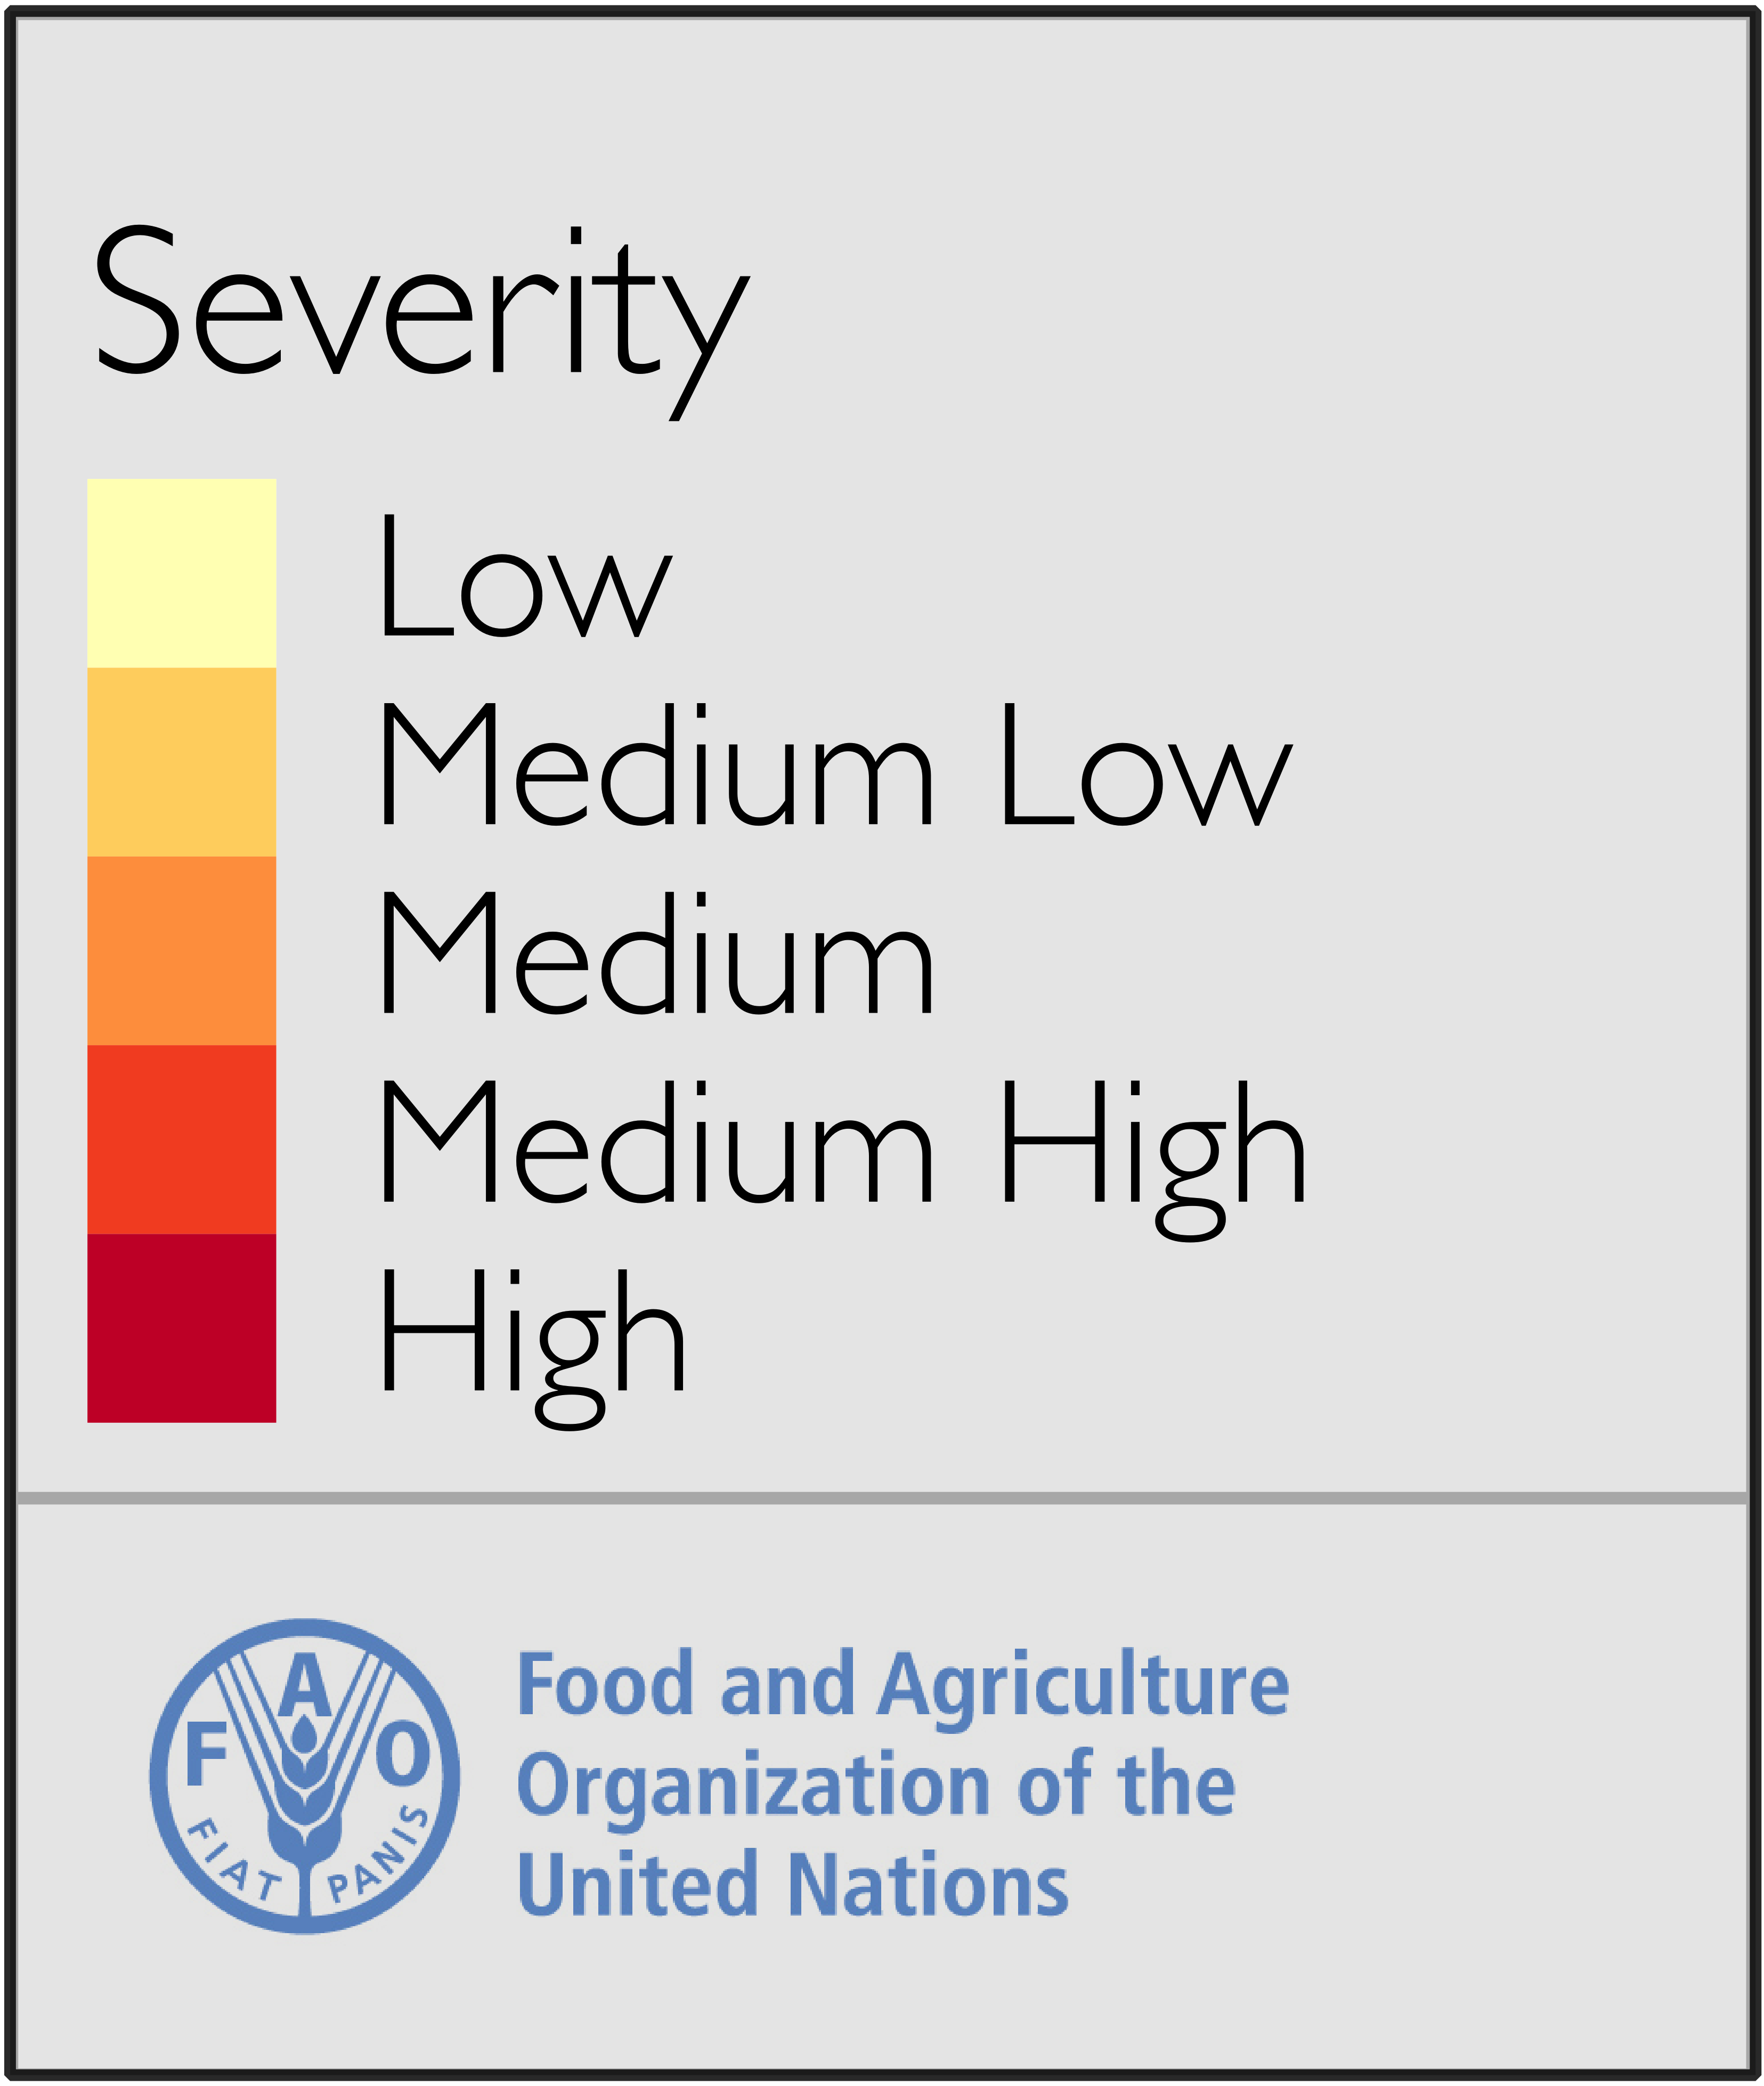 Severity
Low
Medium Low
Medium
Medium High
High
F A O
FIAT PANIS
Food and Agriculture
Organization of the
United Nations